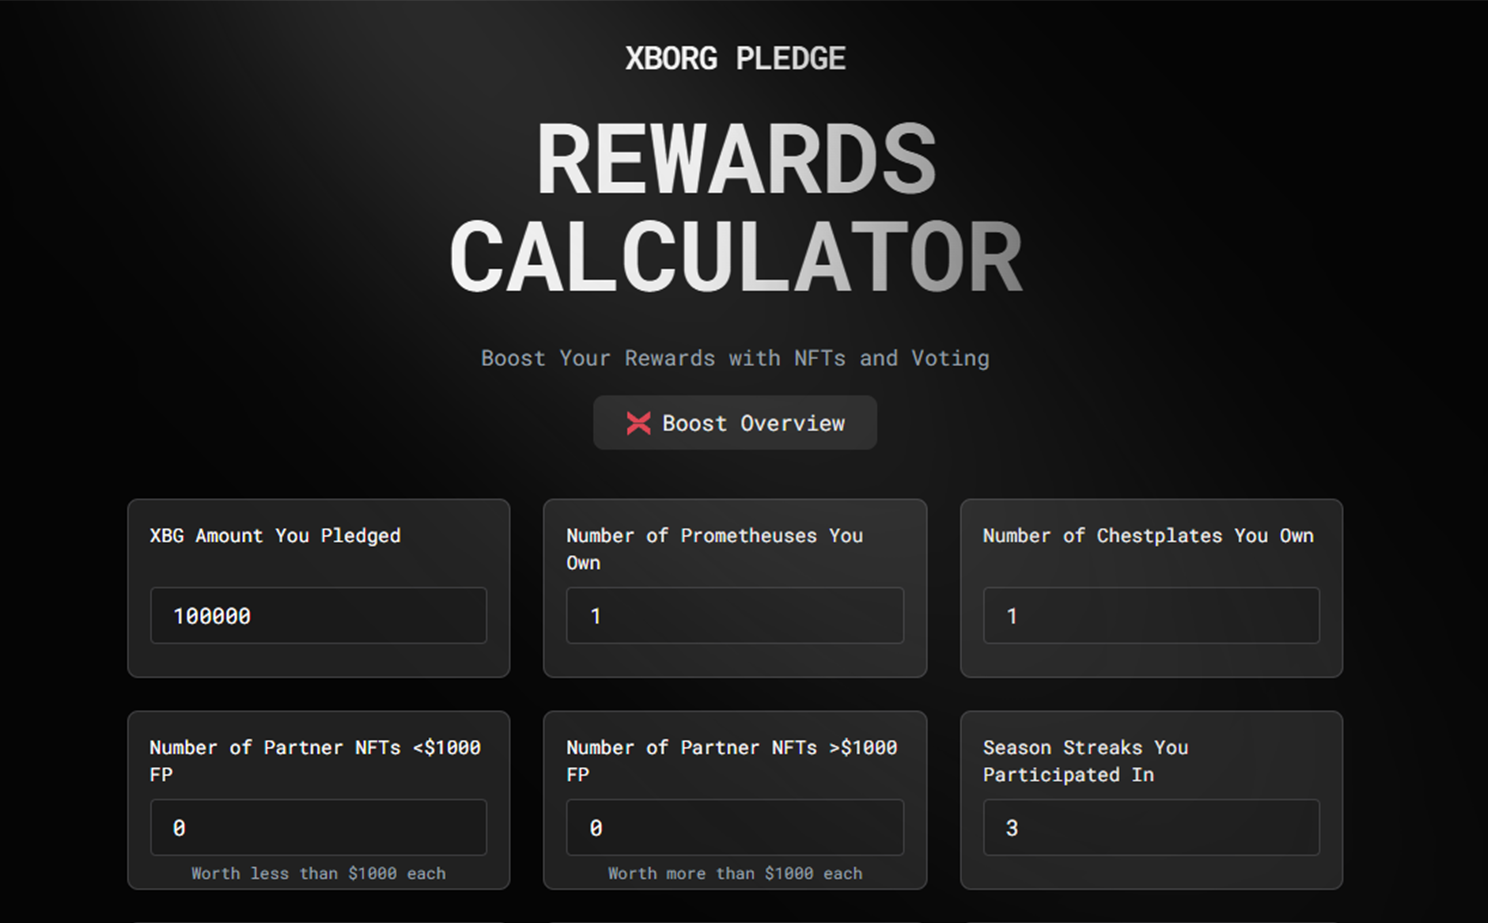 XBORG PLEDGE
REWARDS
CALCULATOR
Boost Your Rewards with NFTs and Voting
Boost Overview
XBG Amount You Pledged
100000
Number of Prometheuses You
Own
1
Number of Chestplates You Own
1
Number of Partner NFTs <$1000
FP
0
Worth less than $1000 each
Number of Partner NFTs >$1000
FP
0
Worth more than $1000 each
Season Streaks You
Participated In
3